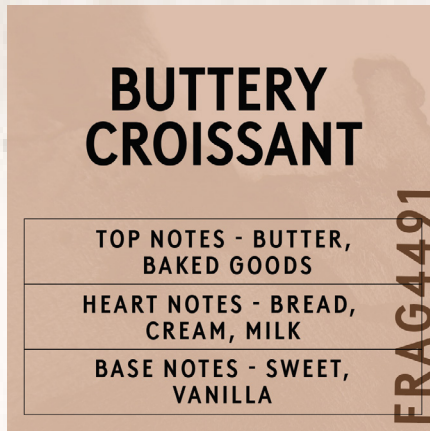 BUTTERY
CROISSANT
TOP NOTES - BUTTER,
BAKED GOODS
HEART NOTES - BREAD,
CREAM, MILK
BASE NOTES - SWEET,
VANILLA
FRAG4491